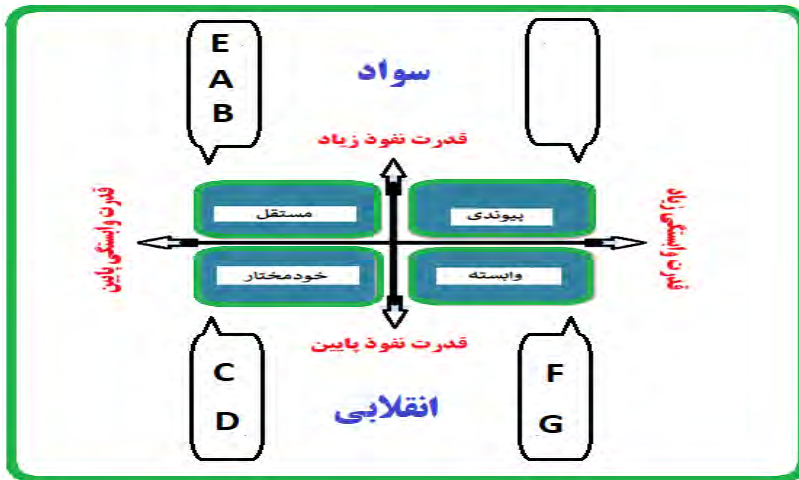 E
A
B
سواد
قدرت نفوذ زیاد
قدرت وابستگی پایین
قدرت وابستگی زیاد
مستقل
پیوندی
خودمختار
وابسته
قدرت نفوذ پایین
C
D
انقلابی
F
G